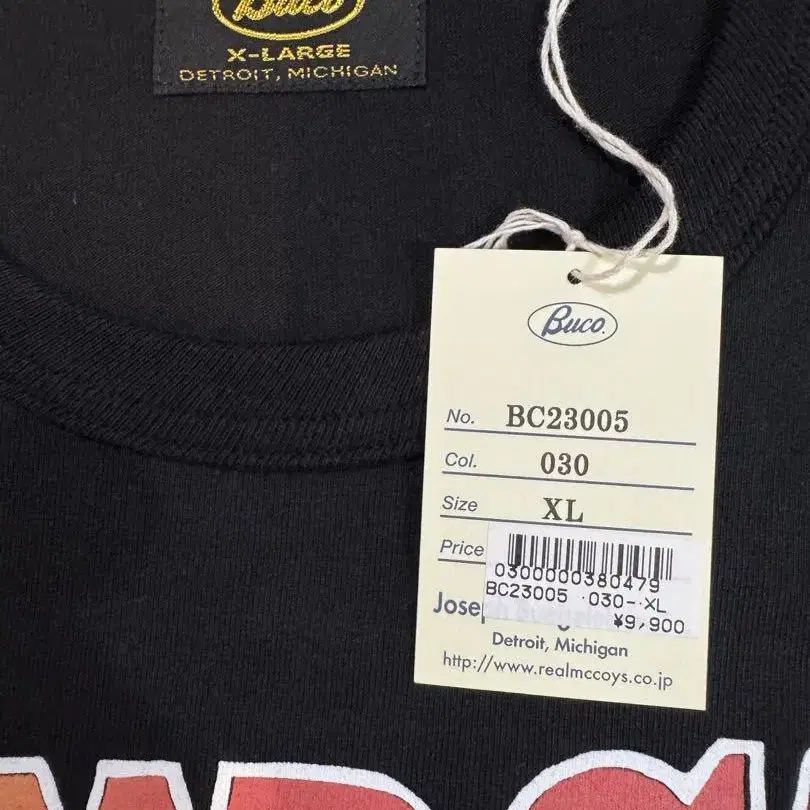 Buco
X-LARGE
DETROIT, MICHIGAN
Buco.
No. BC23005
Col. 030
Size XL
Price
0300000380479
BC23005 030--XL
¥9,900
Detroit, Michigan
http://www.realmccoys.co.jp